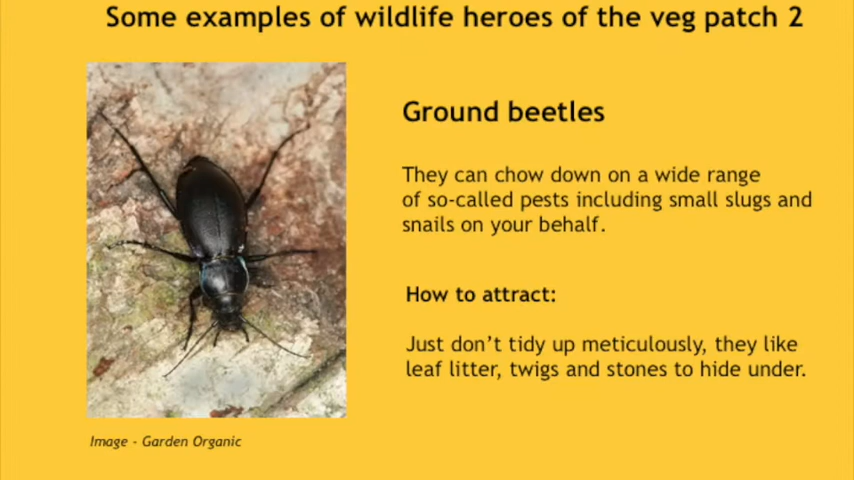 Some examples of wildlife heroes of the veg patch 2
Ground beetles
They can chow down on a wide range
of so-called pests including small slugs and
snails on your behalf.
How to attract:
Just don’t tidy up meticulously, they like
leaf litter, twigs and stones to hide under.
Image - Garden Organic